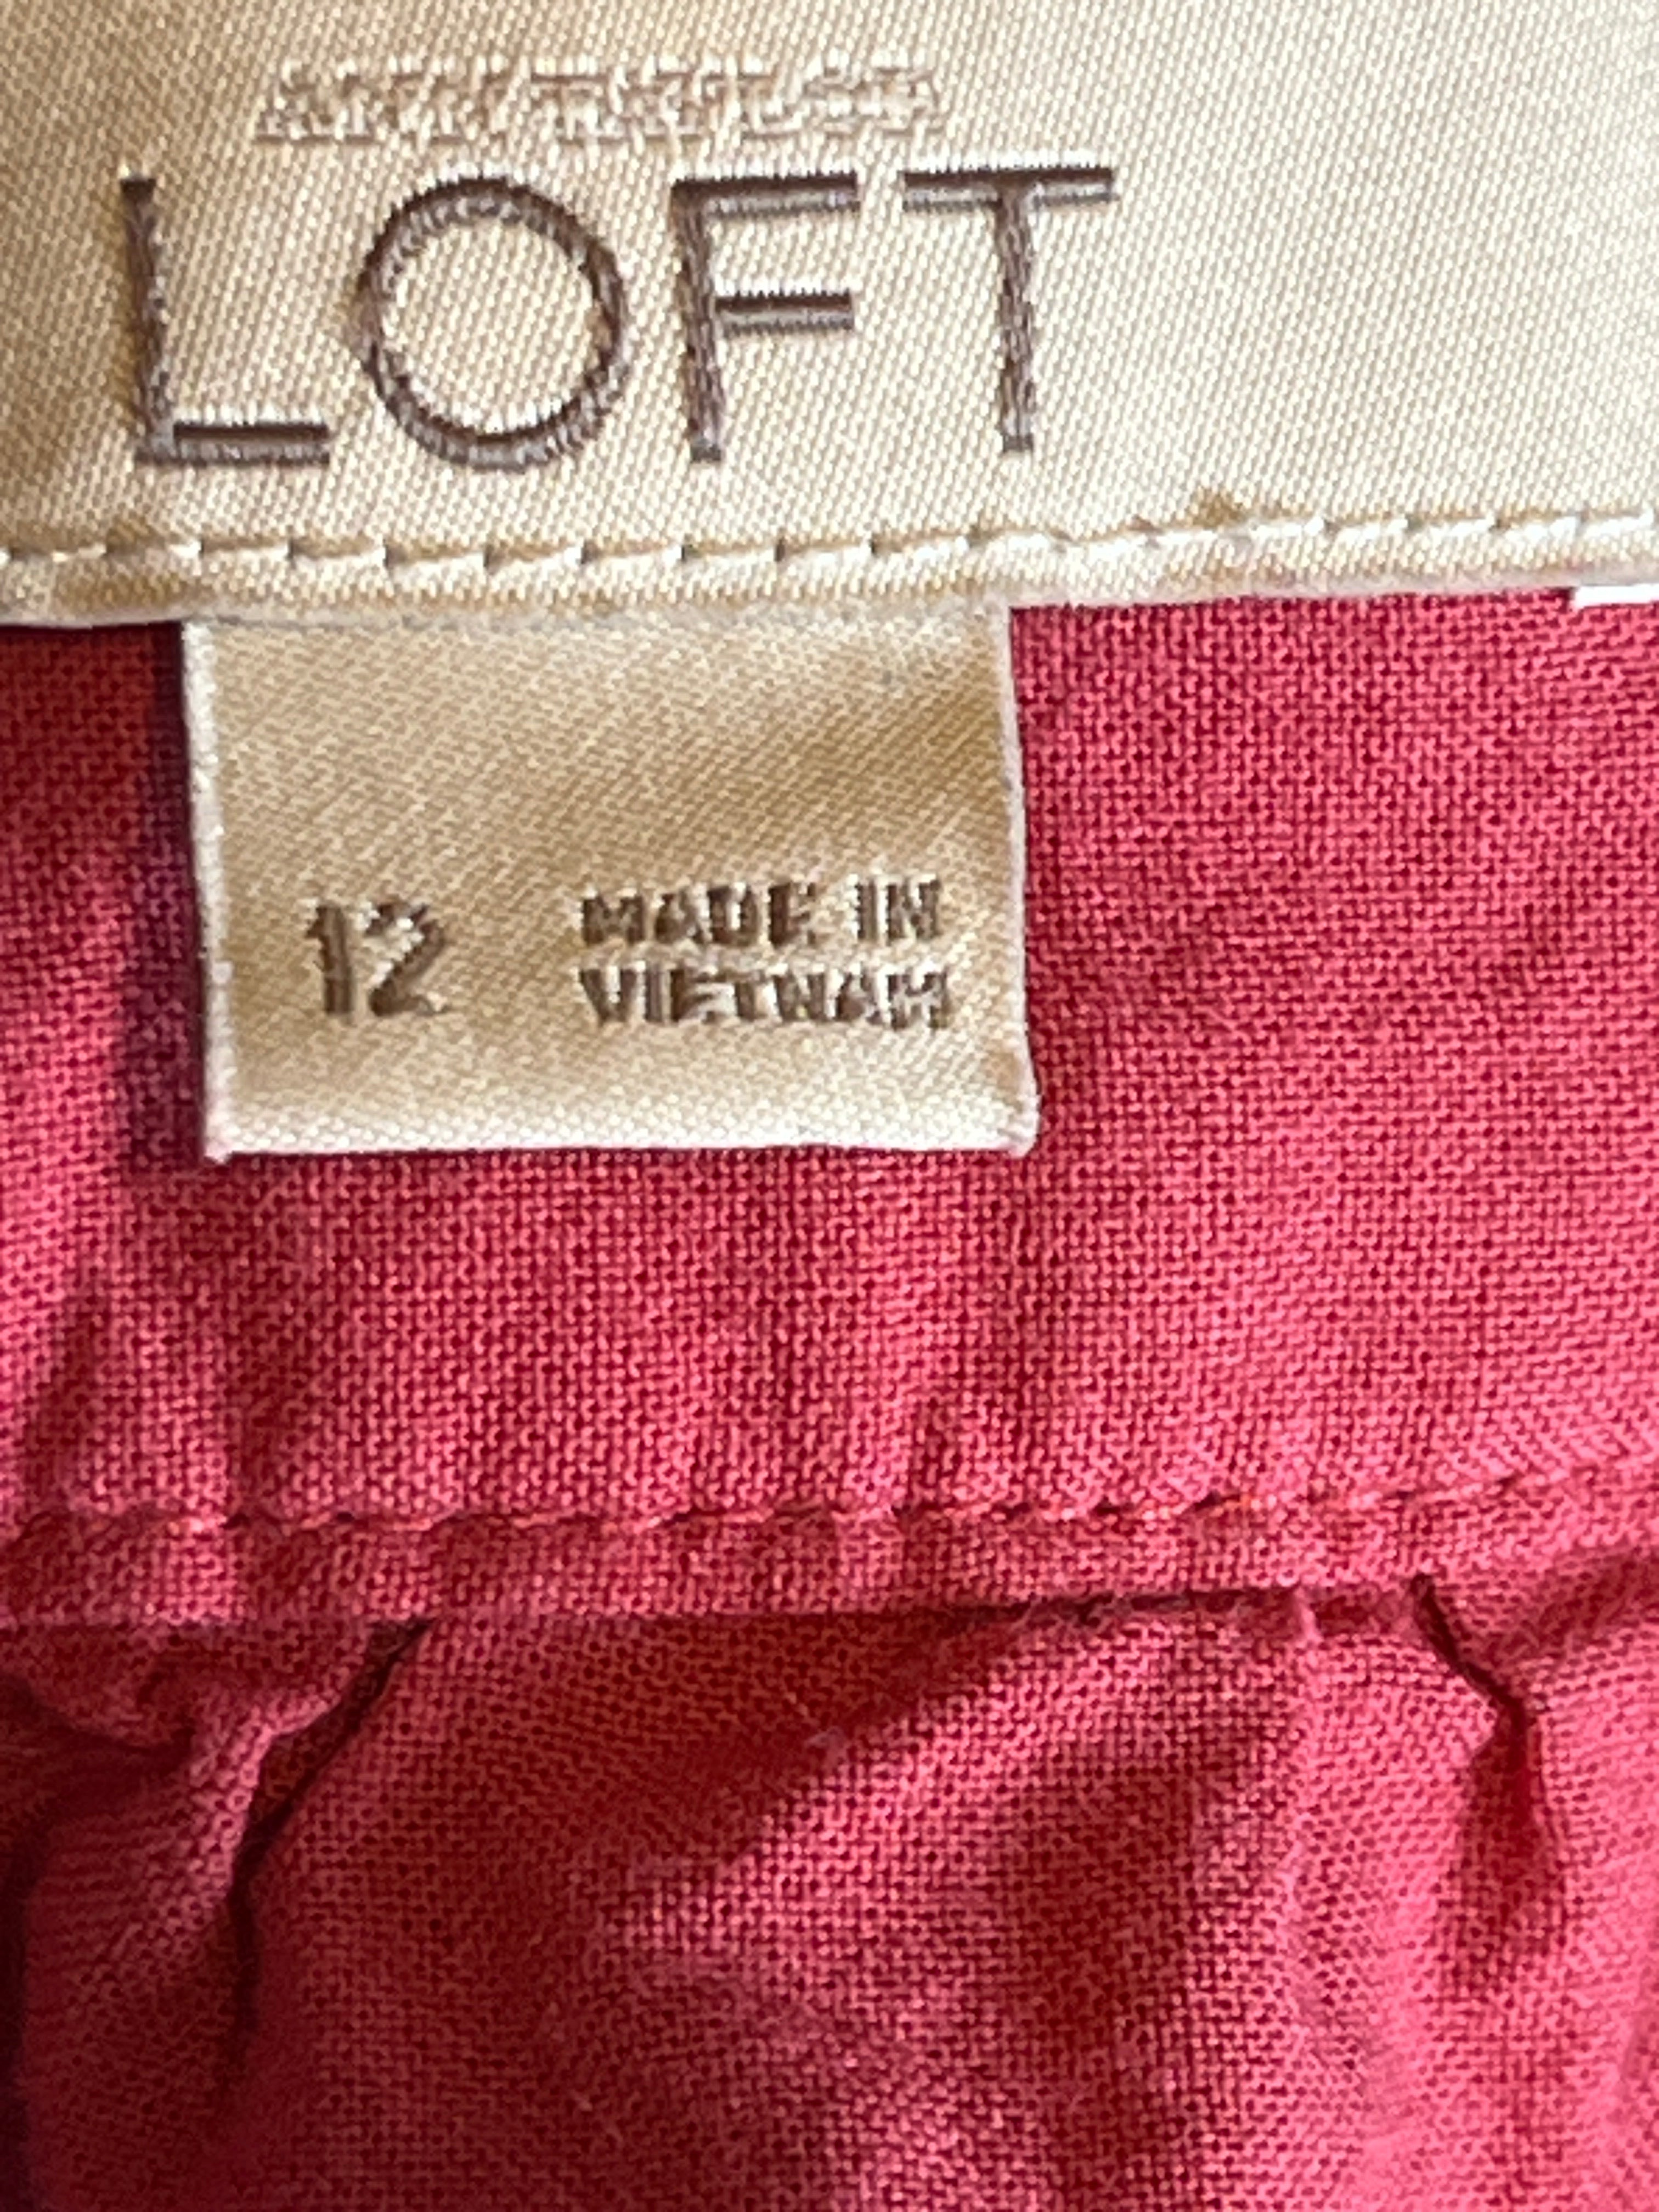 ANN TAYLOR
LOFT
12 MADE IN
VIETNAM